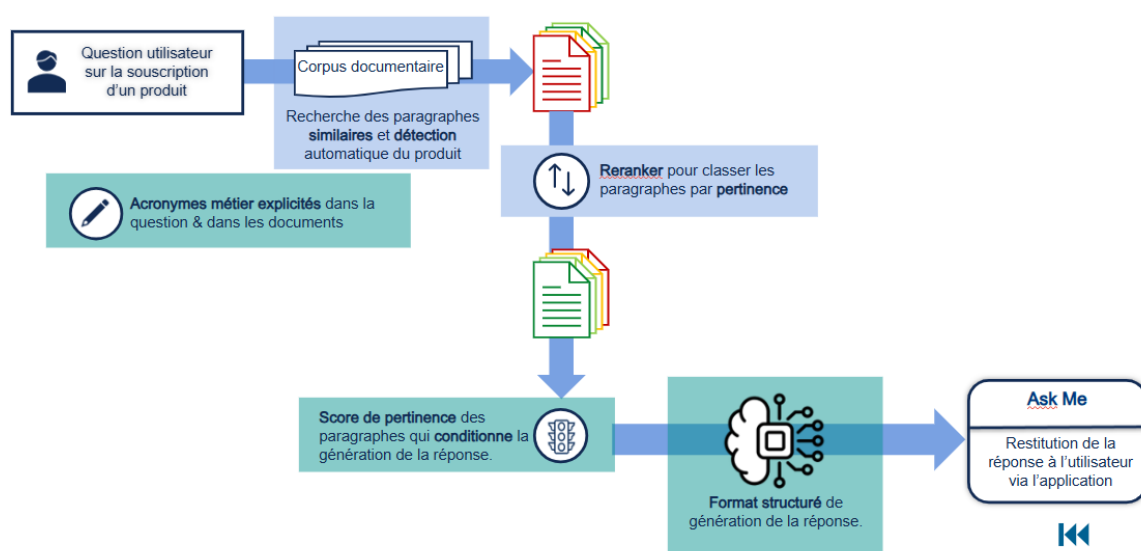 Question utilisateur
sur la souscription
d'un produit
Corpus documentaire
Recherche des paragraphes
similaires et détection
automatique du produit
Acronymes métier explicités dans la
question & dans les documents
Reranker pour classer les
paragraphes par pertinence
Score de pertinence des
paragraphes qui conditionne la
génération de la réponse.
Format structuré de
génération de la réponse.
Ask Me
Restitution de la
réponse à l'utilisateur
via l'application